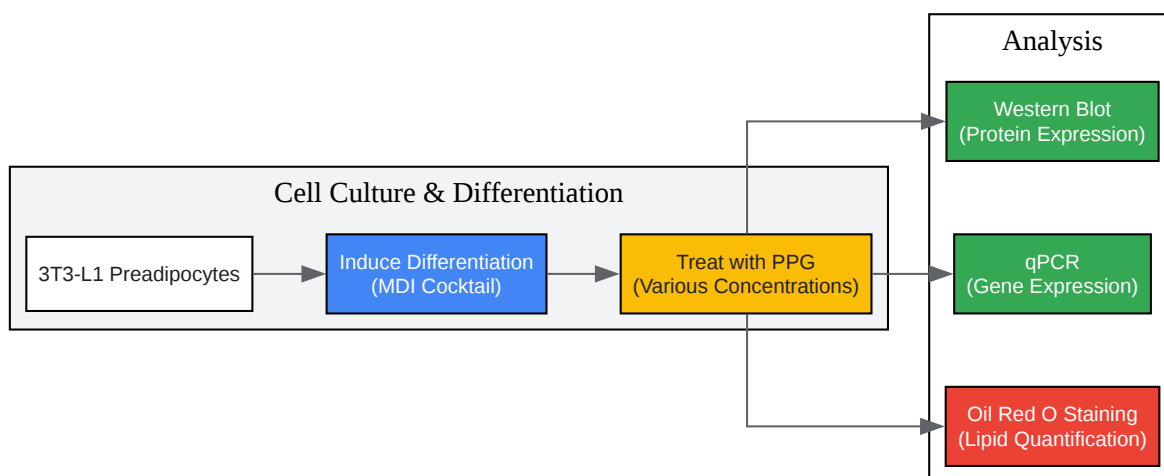 Analysis
Western Blot
(Protein Expression)
Cell Culture & Differentiation
3T3-L1 Preadipocytes
Induce Differentiation
(MDI Cocktail)
Treat with PPG
(Various Concentrations)
qPCR
(Gene Expression)
Oil Red O Staining
(Lipid Quantification)